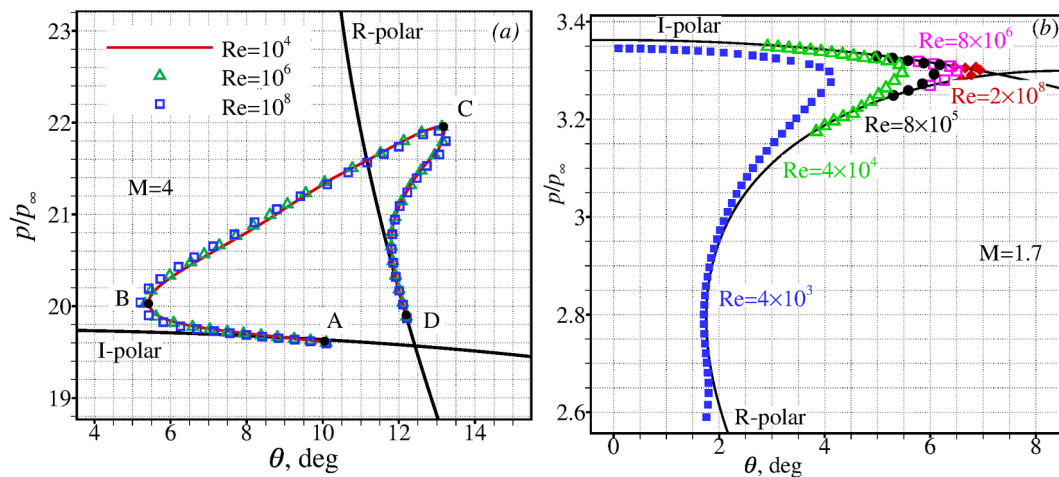 23
22
21
20
19
p/p∞
4
6
8
10
12
14
θ, deg
(a)
R-polar
Re=10⁴
Re=10⁶
Re=10⁸
M=4
C
B
A
D
I-polar
3.4
3.2
3
2.8
2.6
p/p∞
0
2
4
6
8
θ, deg
(b)
I-polar
Re=8×10⁶
Re=2×10⁸
Re=8×10⁵
Re=4×10⁴
M=1.7
Re=4×10³
R-polar